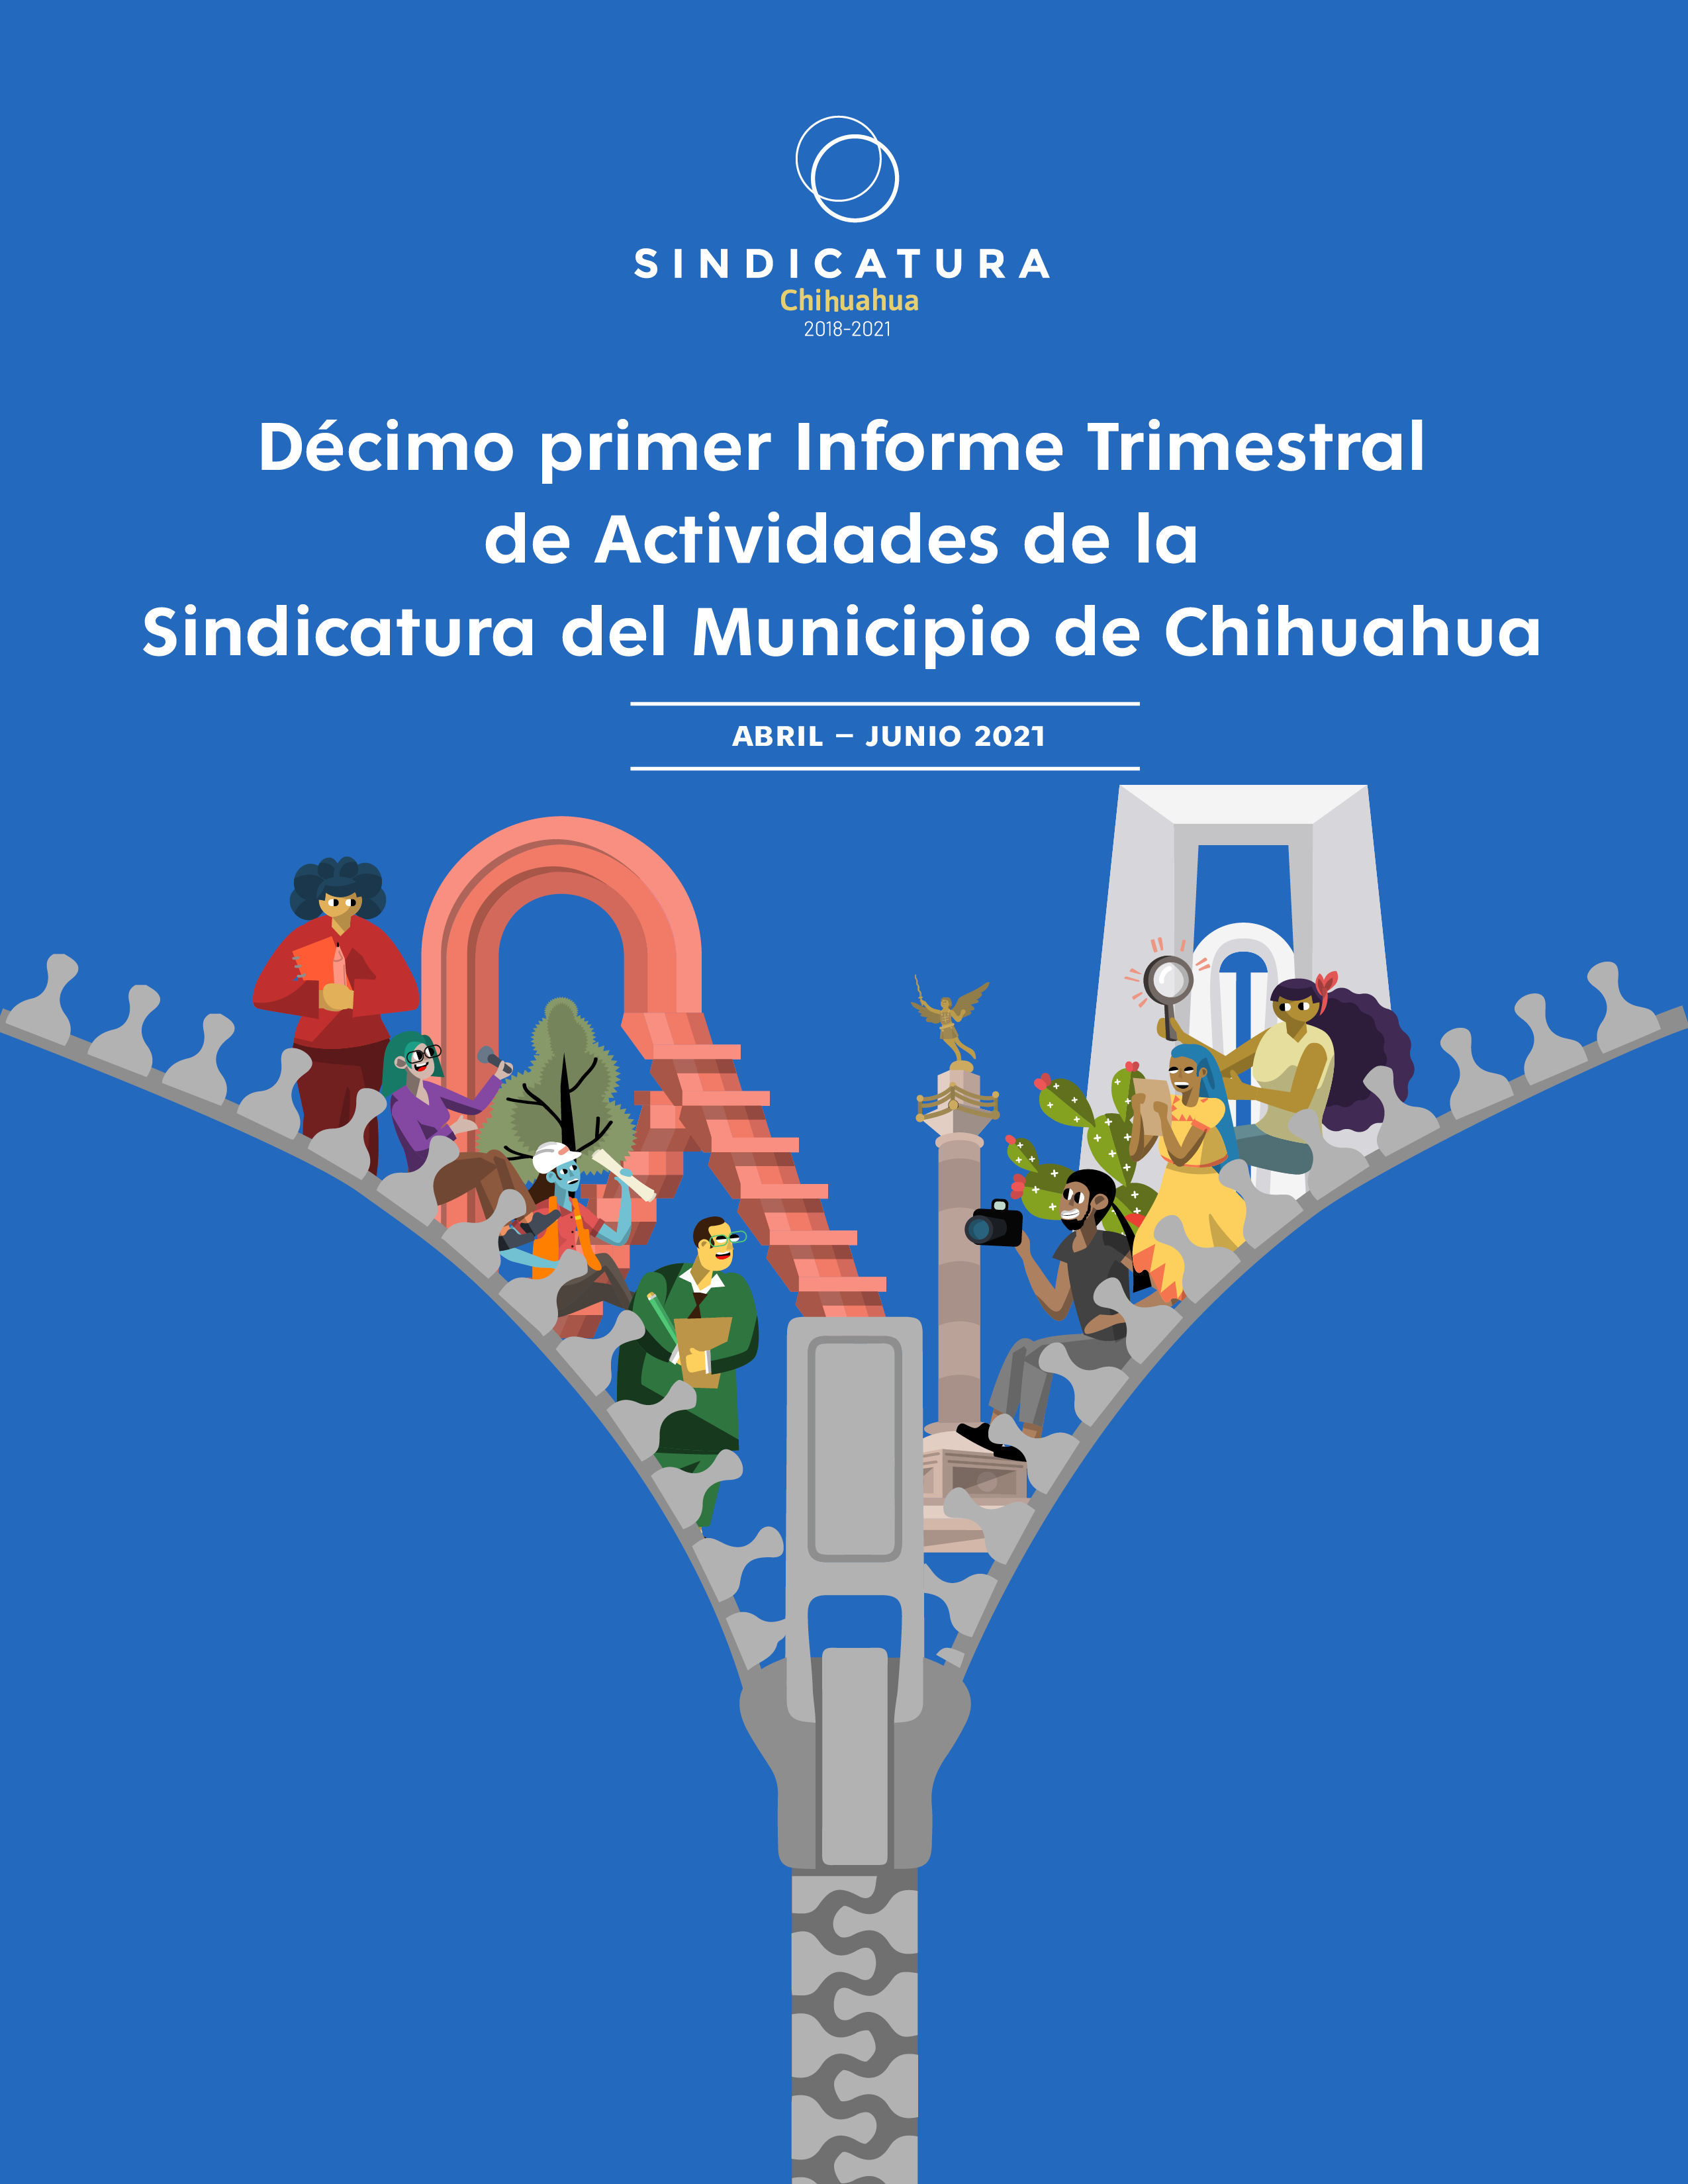 SINDICATURA
Chihuahua
2018-2021
Décimo primer Informe Trimestral
de Actividades de la
Sindicatura del Municipio de Chihuahua
ABRIL – JUNIO 2021